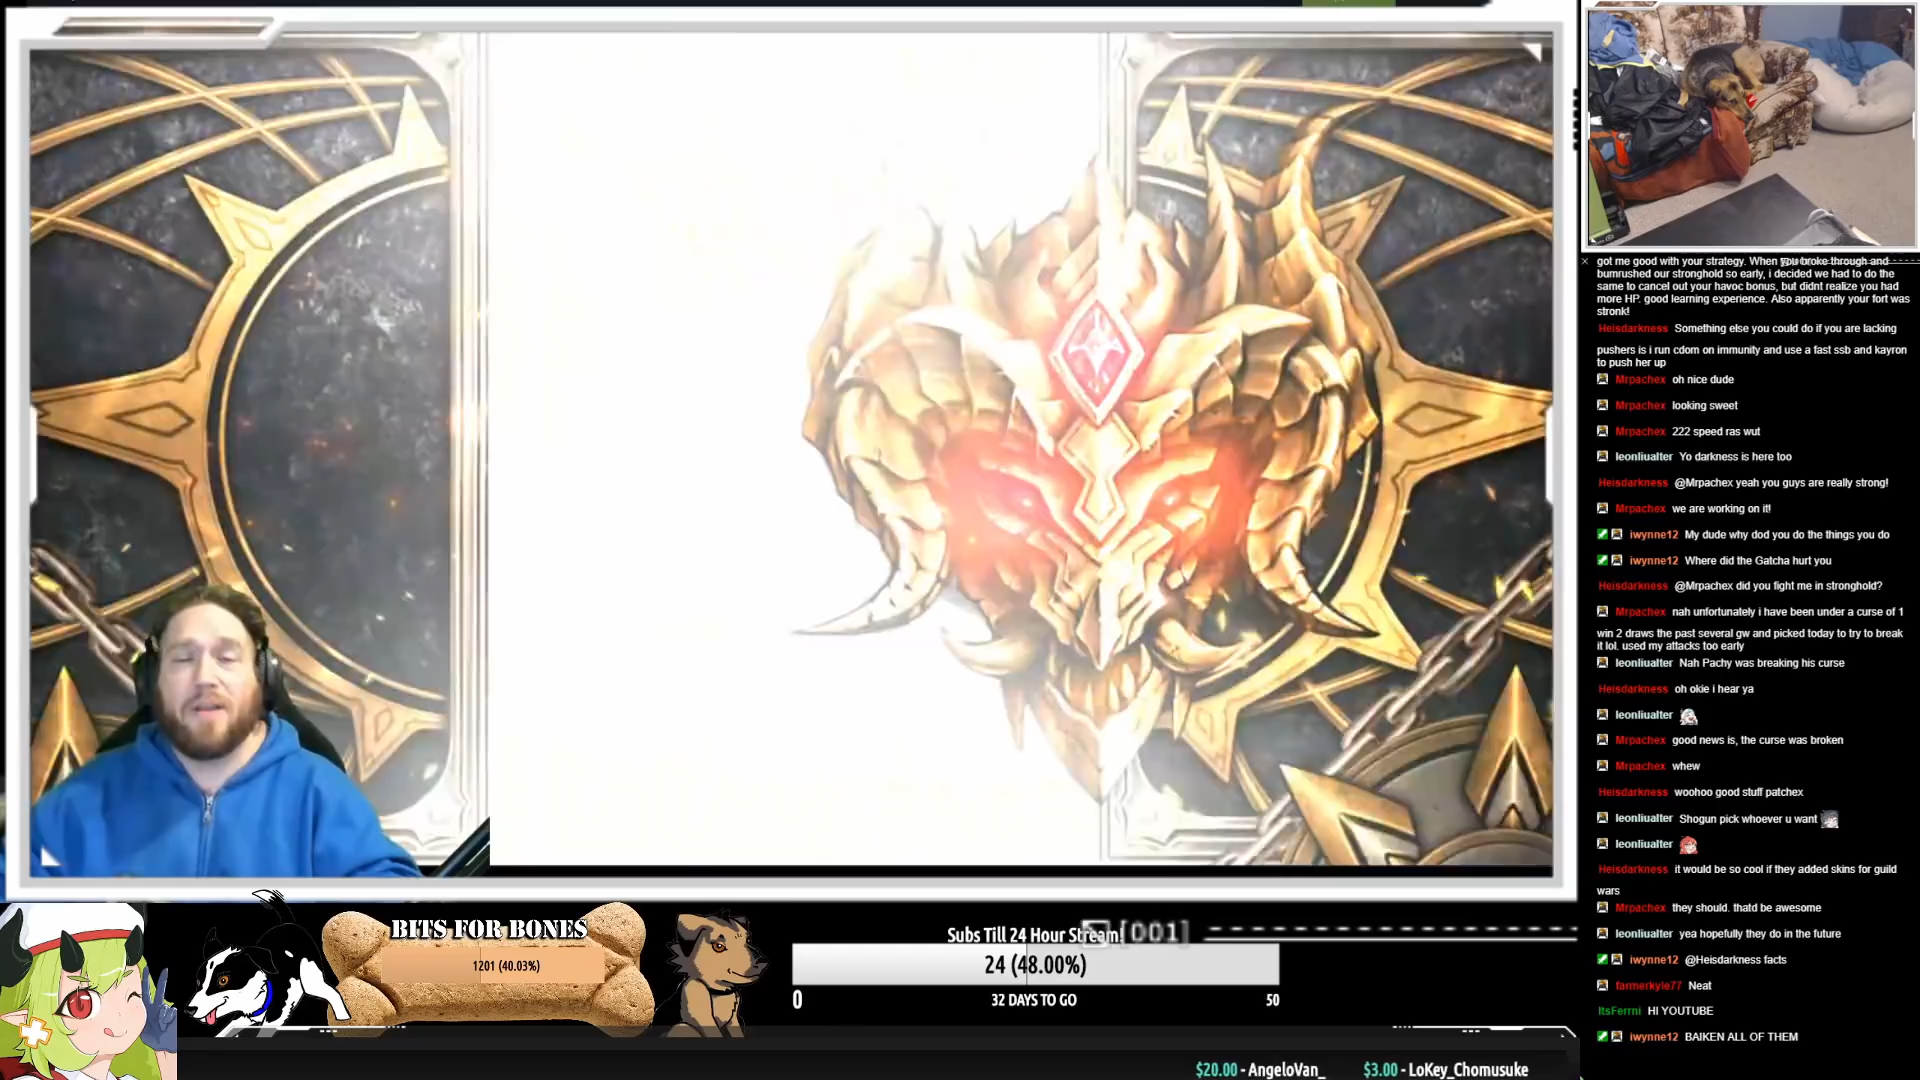 got me good with your strategy. When you broke through and
bumrushed our stronghold so early, i decided we had to do the
same to cancel out your havoc bonus, but didnt realize you had
more HP. good learning experience. Also apparently your fort was
stronk!
Heisdarkness Something else you could do if you are lacking
pushers is i run cdom on immunity and use a fast ssb and kayron
to push her up
Mrpachex oh nice dude
Mrpachex looking sweet
Mrpachex 222 speed ras wut
leonliualter Yo darkness is here too
Heisdarkness @Mrpachex yeah you guys are really strong!
Mrpachex we are working on it!
iwynne12 My dude why dod you do the things you do
iwynne12 Where did the Gatcha hurt you
Heisdarkness @Mrpachex did you fight me in stronghold?
Mrpachex nah unfortunately i have been under a curse of 1
win 2 draws the past several gw and picked today to try to break
it lol. used my attacks too early
leonliualter Nah Pachy was breaking his curse
Heisdarkness oh okie i hear ya
leonliualter
Mrpachex good news is, the curse was broken
Mrpachex whew
Heisdarkness woohoo good stuff patchex
leonliualter Shogun pick whoever u want
leonliualter
Heisdarkness it would be so cool if they added skins for guild
wars
Mrpachex they should. thatd be awesome
leonliualter yea hopefully they do in the future
iwynne12 @Heisdarkness facts
farmerkyle77 Neat
ItsFerrni HI YOUTUBE
iwynne12 BAIKEN ALL OF THEM
BITS FOR BONES
1201 (40.03%)
Subs Till 24 Hour Stream!
[001]
24 (48.00%)
0 32 DAYS TO GO 50
$20.00 - AngeloVan_ $3.00 - LoKey_Chomusuke